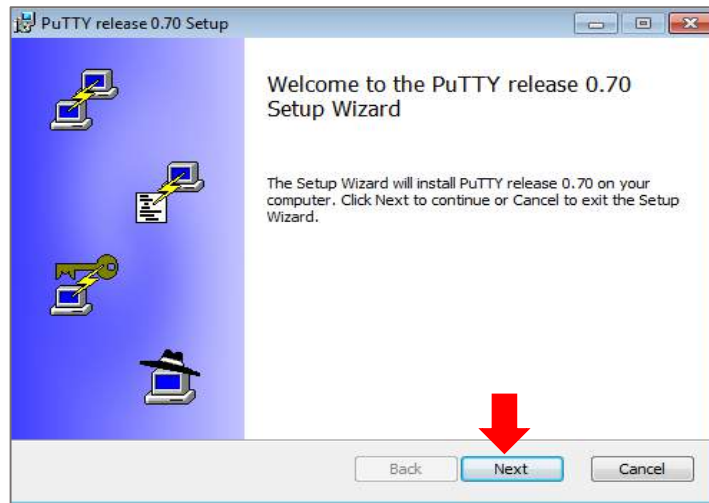 PuTTY release 0.70 Setup
Welcome to the PuTTY release 0.70
Setup Wizard
The Setup Wizard will install PuTTY release 0.70 on your
computer. Click Next to continue or Cancel to exit the Setup
Wizard.
Back Next Cancel